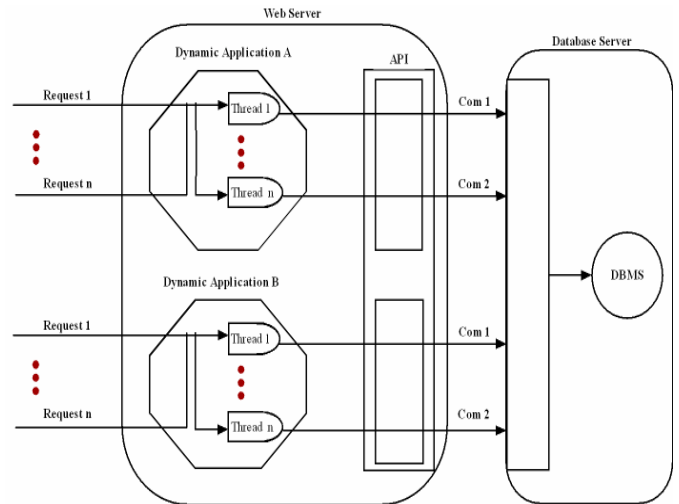 Web Server
Database Server
Dynamic Application A
API
Request 1
Thread 1
Com 1
Request n
Thread n
Com 2
DBMS
Dynamic Application B
Request 1
Thread 1
Com 1
Request n
Thread n
Com 2